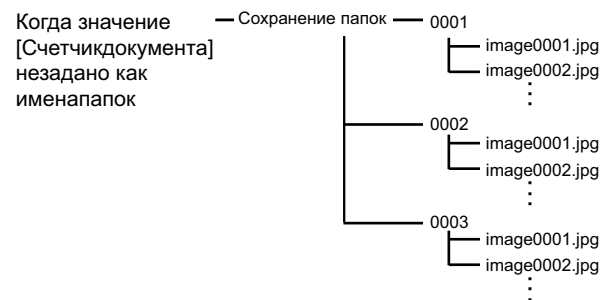 Когда значение
[Счетчикдокумента]
незадано как
именапапок
Сохранение папок
0001
image0001.jpg
image0002.jpg
0002
image0001.jpg
image0002.jpg
0003
image0001.jpg
image0002.jpg